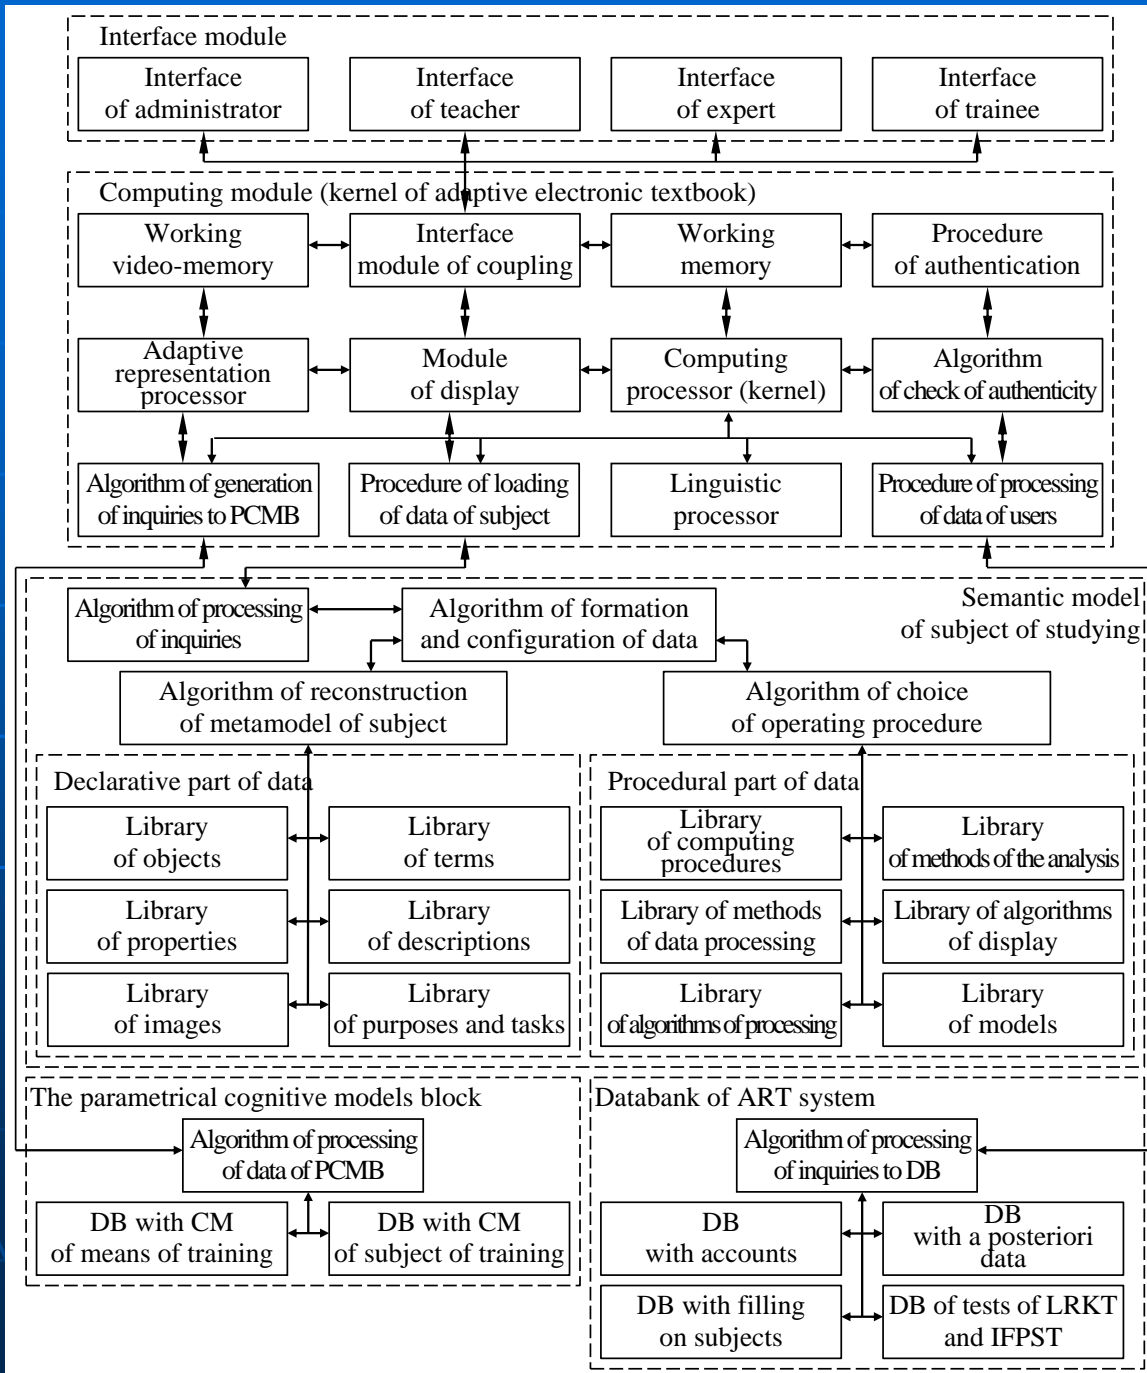 Interface module
Interface
of administrator
Interface
of teacher
Interface
of expert
Interface
of trainee
Computing module (kernel of adaptive electronic textbook)
Working
video-memory
Interface
module of coupling
Working
memory
Procedure
of authentication
Adaptive
representation
processor
Module
of display
Computing
processor (kernel)
Algorithm
of check of authenticity
Algorithm of generation
of inquiries to PCMB
Procedure of loading
of data of subject
Linguistic
processor
Procedure of processing
of data of users
Semantic model
of subject of studying
Algorithm of processing
of inquiries
Algorithm of formation
and configuration of data
Algorithm of reconstruction
of metamodel of subject
Algorithm of choice
of operating procedure
Declarative part of data
Library
of objects
Library
of terms
Library
of properties
Library
of descriptions
Library
of images
Library
of purposes and tasks
Procedural part of data
Library
of computing
procedures
Library
of methods of the analysis
Library of methods
of data processing
Library of algorithms
of display
Library
of algorithms of processing
Library
of models
The parametrical cognitive models block
Algorithm of processing
of data of PCMB
DB with CM
of means of training
DB with CM
of subject of training
Databank of ART system
Algorithm of processing
of inquiries to DB
DB
with accounts
DB
with a posteriori
data
DB with filling
on subjects
DB of tests of LRKT
and IFPST